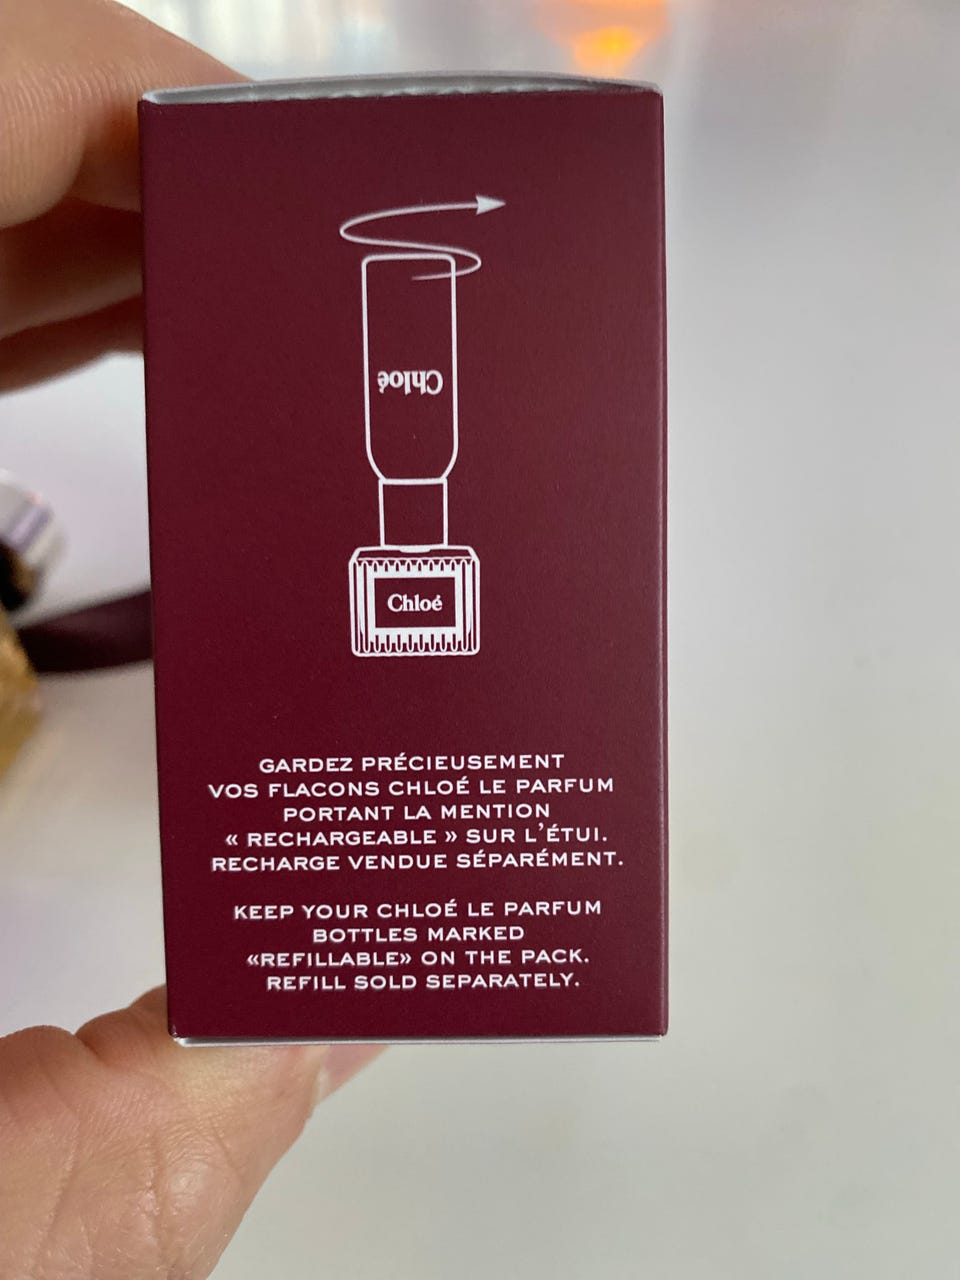 Chloé
Chloé
GARDEZ PRÉCIEUSEMENT
VOS FLACONS CHLOÉ LE PARFUM
PORTANT LA MENTION
« RECHARGEABLE » SUR L'ÉTUI.
RECHARGE VENDUE SÉPARÉMENT.
KEEP YOUR CHLOÉ LE PARFUM
BOTTLES MARKED
«REFILLABLE» ON THE PACK.
REFILL SOLD SEPARATELY.